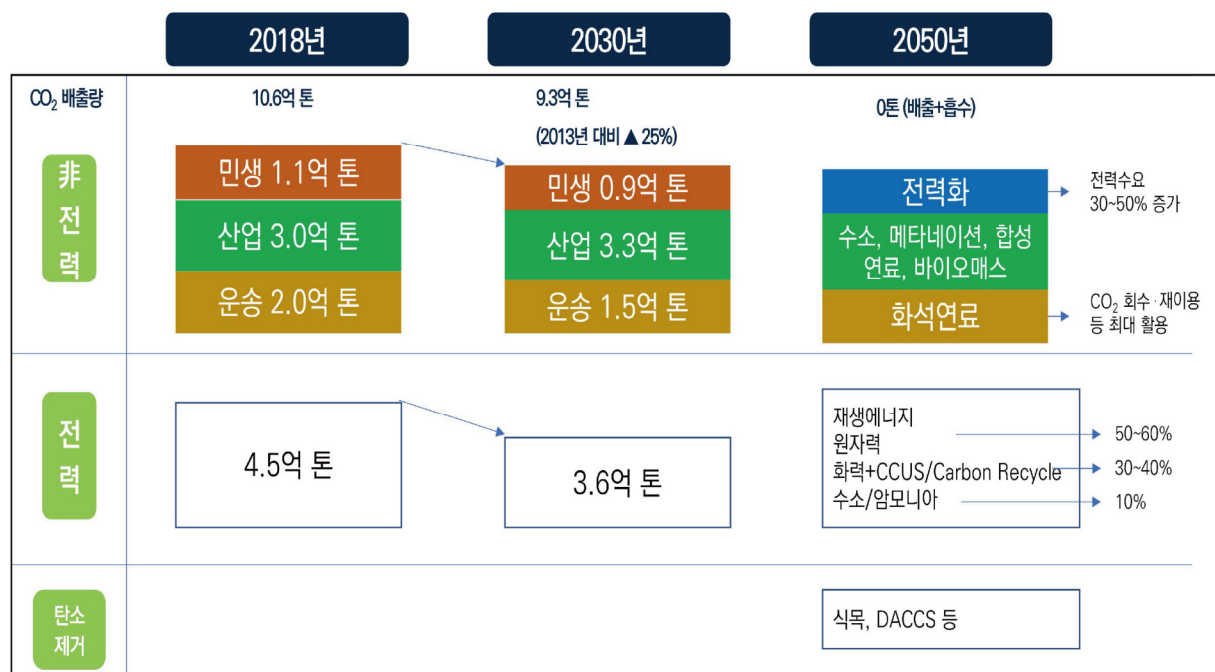 2018년
2030년
2050년
CO₂ 배출량
10.6억 톤
9.3억 톤
(2013년 대비 ▲ 25%)
0톤 (배출+흡수)
非
전
력
민생 1.1억 톤
산업 3.0억 톤
운송 2.0억 톤
민생 0.9억 톤
산업 3.3억 톤
운송 1.5억 톤
전력화
수소, 메타네이션, 합성
연료, 바이오매스
화석연료
전력수요
30~50% 증가
CO₂ 회수·재이용
등 최대 활용
전
력
4.5억 톤
3.6억 톤
재생에너지
원자력
화력+CCUS/Carbon Recycle
수소/암모니아
50~60%
30~40%
10%
탄소
제거
식목, DACCS 등